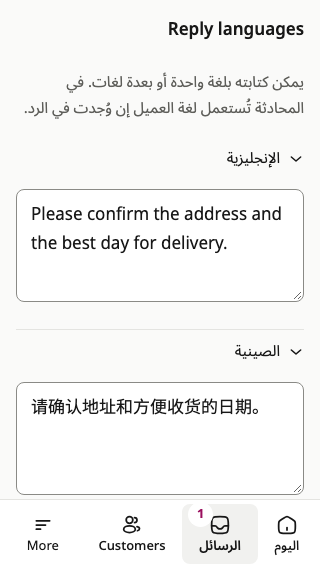 Reply languages
يمكن كتابته بلغة واحدة أو بعدة لغات. في
المحادثة تُستعمل لغة العميل إن وُجدت في الرد.
الإنجليزية
Please confirm the address and
the best day for delivery.
الصينية
请确认地址和方便收货的日期。
اليوم
1
الرسائل
Customers
More